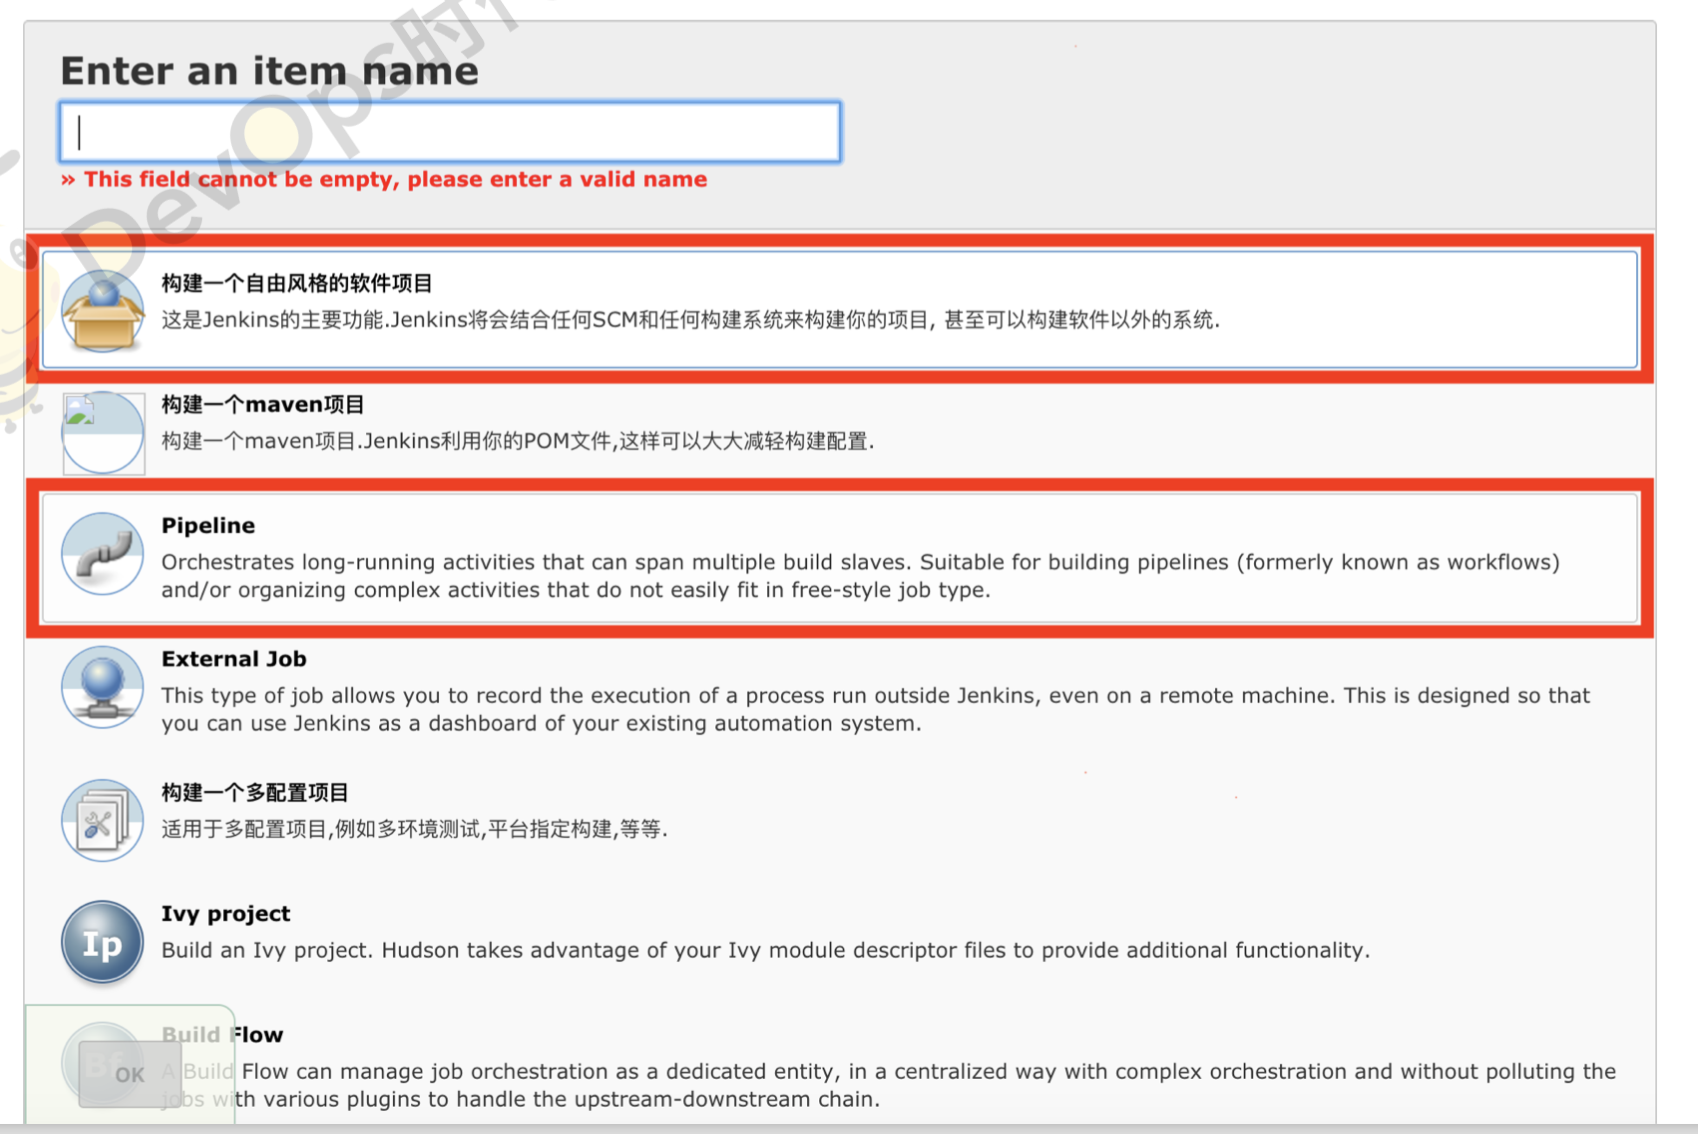 Enter an item name
» This field cannot be empty, please enter a valid name
DevOps时代
构建一个自由风格的软件项目
这是Jenkins的主要功能.Jenkins将会结合任何SCM和任何构建系统来构建你的项目, 甚至可以构建软件以外的系统.
构建一个maven项目
构建一个maven项目.Jenkins利用你的POM文件,这样可以大大减轻构建配置.
Pipeline
Orchestrates long-running activities that can span multiple build slaves. Suitable for building pipelines (formerly known as workflows)
and/or organizing complex activities that do not easily fit in free-style job type.
External Job
This type of job allows you to record the execution of a process run outside Jenkins, even on a remote machine. This is designed so that
you can use Jenkins as a dashboard of your existing automation system.
构建一个多配置项目
适用于多配置项目,例如多环境测试,平台指定构建,等等.
Ip
Ivy project
Build an Ivy project. Hudson takes advantage of your Ivy module descriptor files to provide additional functionality.
Bf
OK
Build Flow
A Build Flow can manage job orchestration as a dedicated entity, in a centralized way with complex orchestration and without polluting the
jobs with various plugins to handle the upstream-downstream chain.